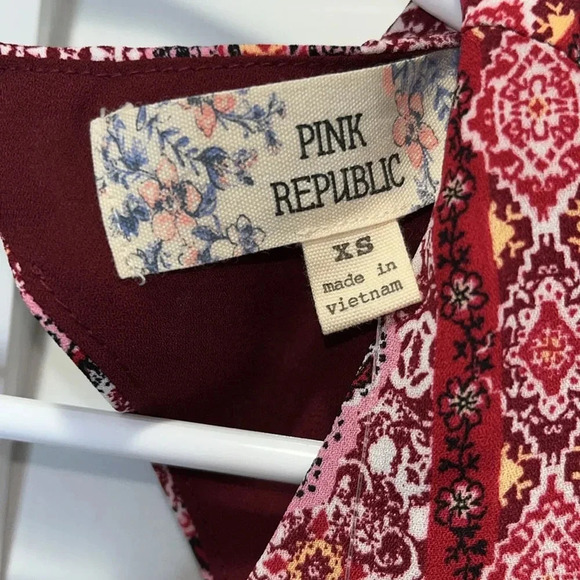 PINK
REPUBLIC
XS
made in
Vietnam